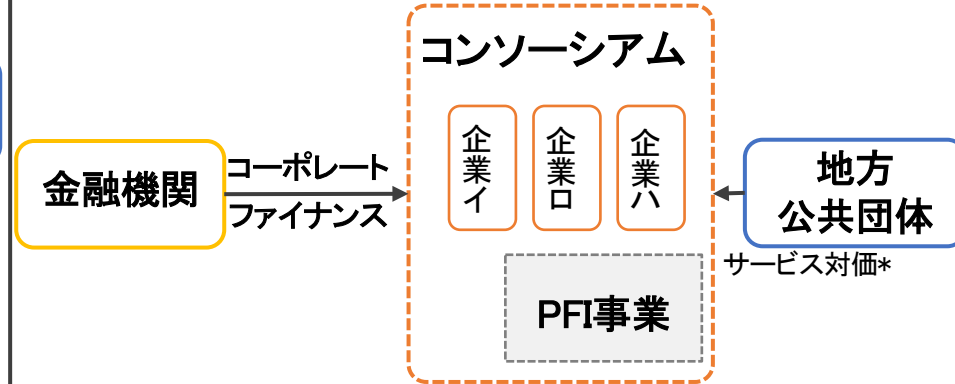 コンソーシアム
企業イ
企業ロ
企業ハ
金融機関
コーポレート
ファイナンス
地方
公共団体
サービス対価*
PFI事業